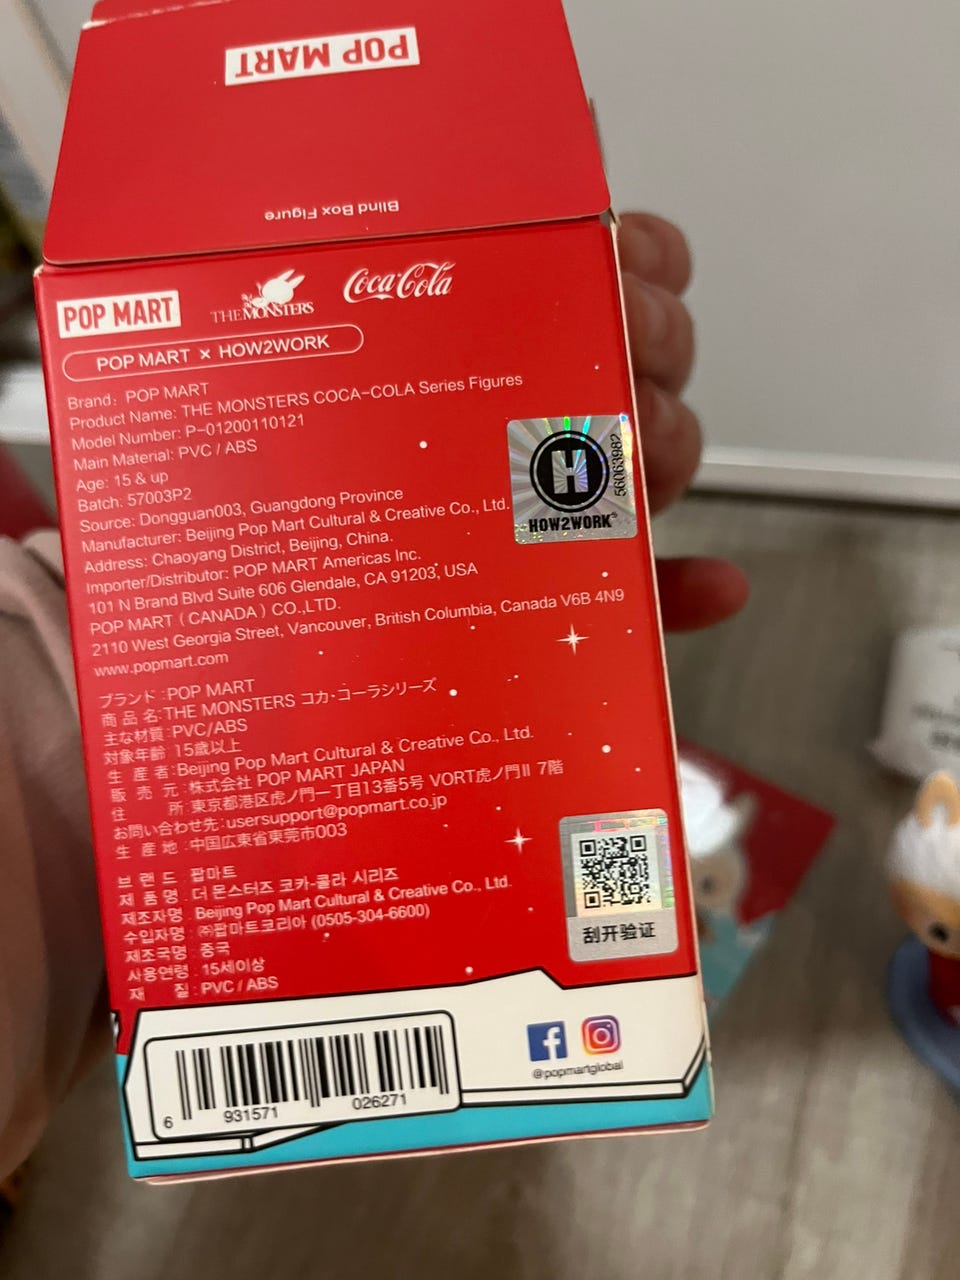 POP MART
Blind Box Figure
POP MART THE MONSTERS Coca-Cola
POP MART × HOW2WORK
Brand: POP MART
Product Name: THE MONSTERS COCA-COLA Series Figures
Model Number: P-01200110121
Main Material: PVC / ABS
Age: 15 & up
Batch: 57003P2
Source: Dongguan003, Guangdong Province
Manufacturer: Beijing Pop Mart Cultural & Creative Co., Ltd.
Address: Chaoyang District, Beijing, China.
Importer/Distributor: POP MART Americas Inc.
101 N Brand Blvd Suite 606 Glendale, CA 91203, USA
POP MART ( CANADA ) CO.,LTD.
2110 West Georgia Street, Vancouver, British Columbia, Canada V6B 4N9
www.popmart.com
H
56063982
HOW2WORK®
ブランド :POP MART
商 品 名:THE MONSTERS コカ·コーラシリーズ
主な材質:PVC/ABS
対象年齢 15歳以上
生 産 者:Beijing Pop Mart Cultural & Creative Co., Ltd.
販 売 元:株式会社 POP MART JAPAN
住 所:東京都港区虎ノ門一丁目13番5号 VORT虎ノ門II 7階
お問い合わせ先:usersupport@popmart.co.jp
生 産 地:中国広東省東莞市003
브 랜 드 : 팝마트
제 품 명 : 더 몬스터즈 코카-콜라 시리즈
제조자명 : Beijing Pop Mart Cultural & Creative Co., Ltd.
수입자명 : ㈜팝마트코리아 (0505-304-6600)
제조국명 : 중국
사용연령 : 15세이상
재 질 : PVC / ABS
刮开验证
6 931571 026271
@popmartglobal